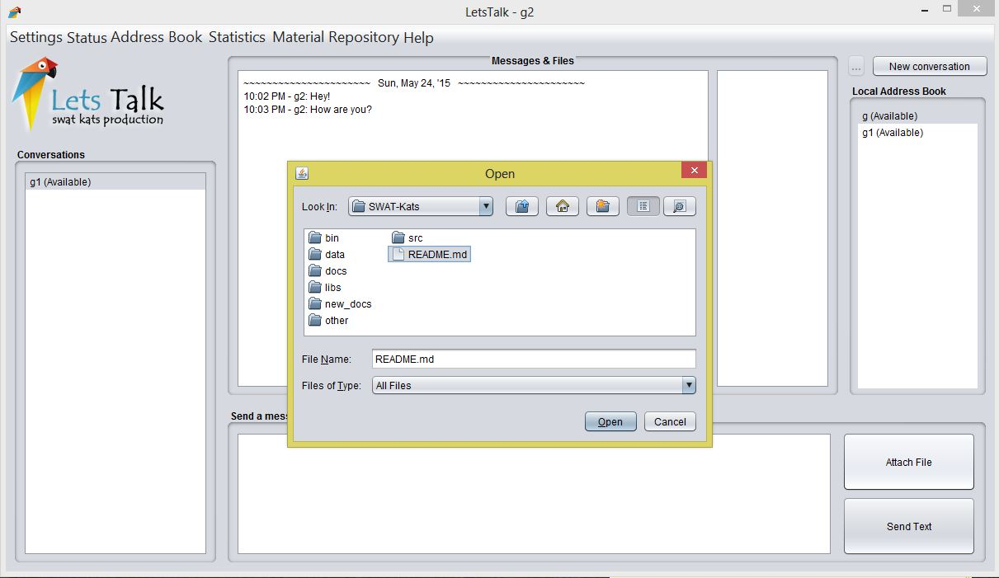 LetsTalk - g2
Settings Status Address Book Statistics Material Repository Help
Lets Talk
swat kats production
Conversations
g1 (Available)
Messages & Files
~~~~~~~~~~~~~~~~~~~~~~ Sun, May 24, '15 ~~~~~~~~~~~~~~~~~~~~~~
10:02 PM - g2: Hey!
10:03 PM - g2: How are you?
... New conversation
Local Address Book
g (Available)
g1 (Available)
Open
Look In: SWAT-Kats
bin
data
docs
libs
new_docs
other
src
README.md
File Name: README.md
Files of Type: All Files
Open Cancel
Send a mess
Attach File
Send Text